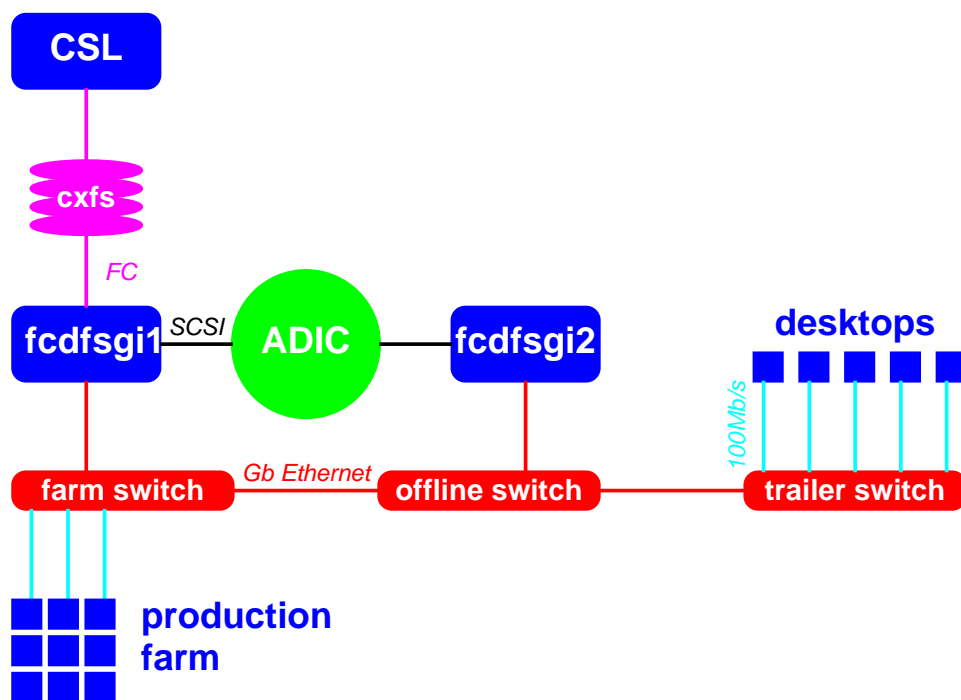 CSL
cxfs
FC
fcdfsgi1
SCSI
ADIC
fcdfsgi2
desktops
100Mb/s
farm switch
Gb Ethernet
offline switch
trailer switch
production
farm